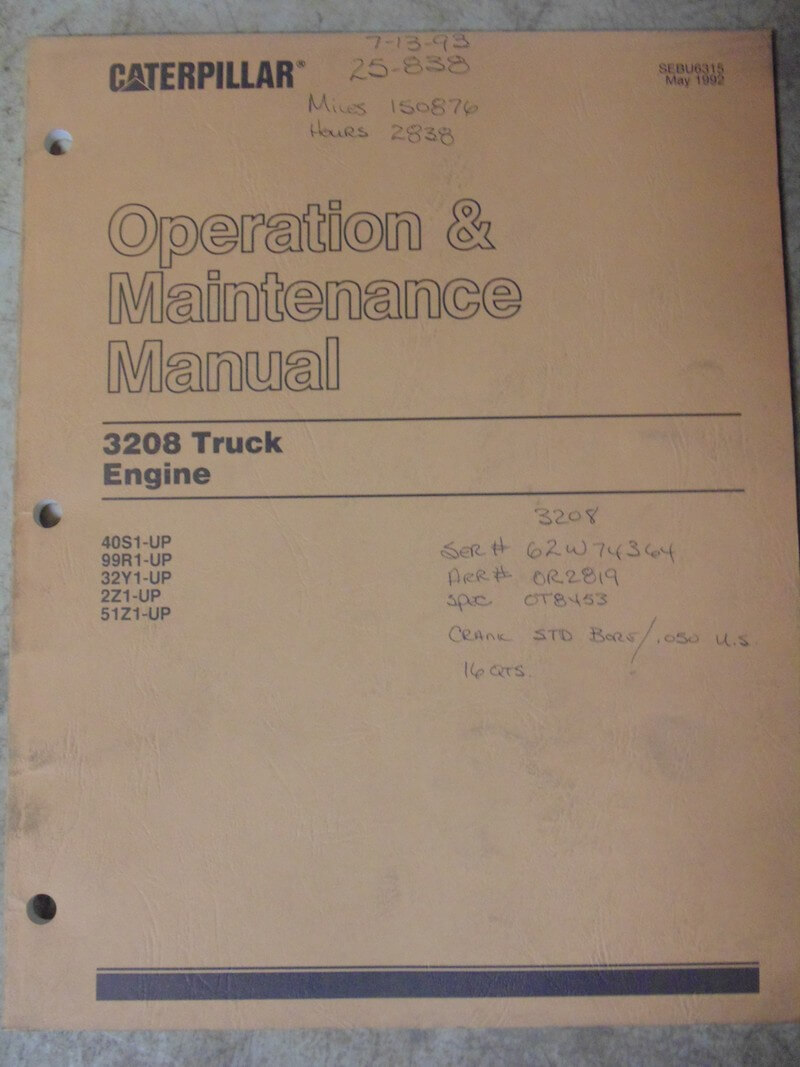 7-13-93
CATERPILLAR®
25-838
SEBU6315
May 1992
Miles 150876
Hours 2838
Operation &
Maintenance
Manual
3208 Truck
Engine
40S1-UP
99R1-UP
32Y1-UP
2Z1-UP
51Z1-UP
3208
SER# 62W74364
ARR# OR2819
SPEC OT8453
CRANK STD BORE/.050 U.S.
16 QTS.